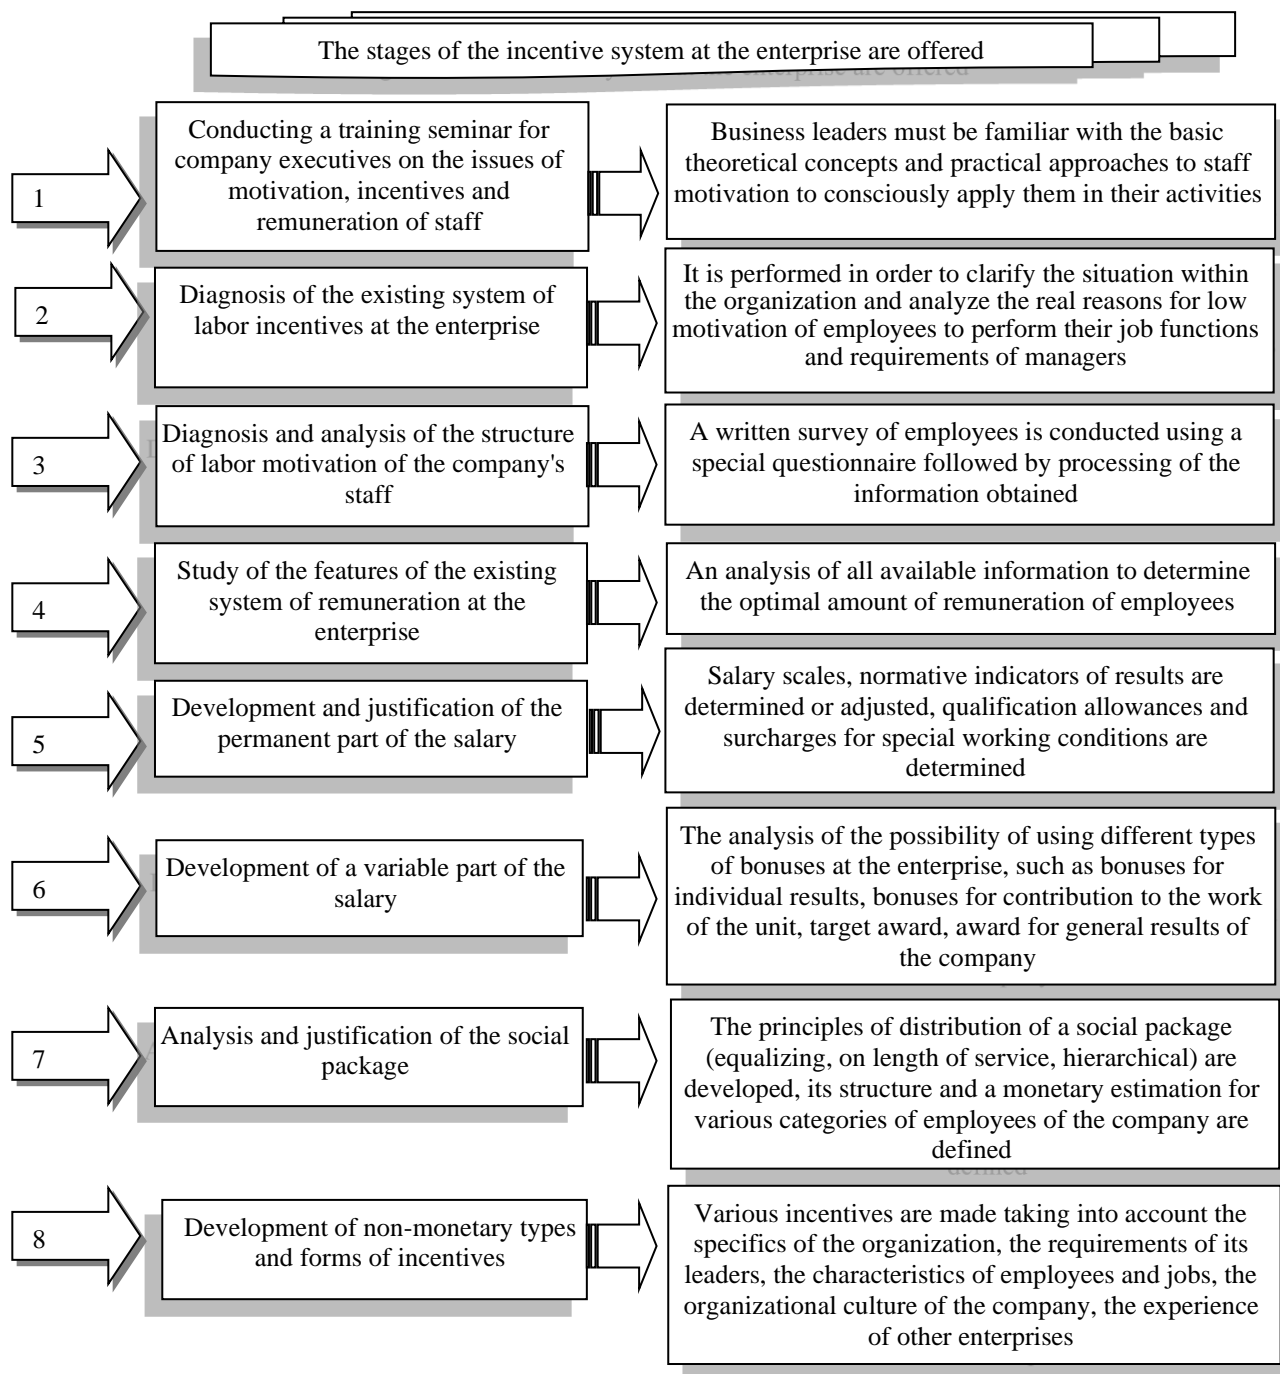 The stages of the incentive system at the enterprise are offered
1
Conducting a training seminar for
company executives on the issues of
motivation, incentives and
remuneration of staff
Business leaders must be familiar with the basic
theoretical concepts and practical approaches to staff
motivation to consciously apply them in their activities
2
Diagnosis of the existing system of
labor incentives at the enterprise
It is performed in order to clarify the situation within
the organization and analyze the real reasons for low
motivation of employees to perform their job functions
and requirements of managers
3
Diagnosis and analysis of the structure
of labor motivation of the company's
staff
A written survey of employees is conducted using a
special questionnaire followed by processing of the
information obtained
4
Study of the features of the existing
system of remuneration at the
enterprise
An analysis of all available information to determine
the optimal amount of remuneration of employees
5
Development and justification of the
permanent part of the salary
Salary scales, normative indicators of results are
determined or adjusted, qualification allowances and
surcharges for special working conditions are
determined
6
Development of a variable part of the
salary
The analysis of the possibility of using different types
of bonuses at the enterprise, such as bonuses for
individual results, bonuses for contribution to the work
of the unit, target award, award for general results of
the company
7
Analysis and justification of the social
package
The principles of distribution of a social package
(equalizing, on length of service, hierarchical) are
developed, its structure and a monetary estimation for
various categories of employees of the company are
defined
8
Development of non-monetary types
and forms of incentives
Various incentives are made taking into account the
specifics of the organization, the requirements of its
leaders, the characteristics of employees and jobs, the
organizational culture of the company, the experience
of other enterprises